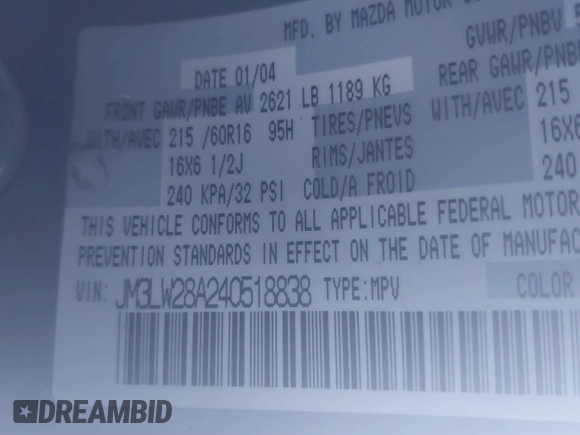 MFD. BY MAZDA MOTOR
GVWR/PNBV
DATE 01/04
FRONT GAWR/PNBE AV 2621 LB 1189 KG REAR GAWR/PNBE
WITH/AVEC 215 /60R16 95H TIRES/PNEUS WITH/AVEC 215
16X6 1/2J RIMS/JANTES 16X6
240 KPA/32 PSI COLD/A FROID 240
THIS VEHICLE CONFORMS TO ALL APPLICABLE FEDERAL MOTOR
PREVENTION STANDARDS IN EFFECT ON THE DATE OF MANUFAC
VIN: JM3LW28A240518838 TYPE:MPV COLOR
DREAMBID